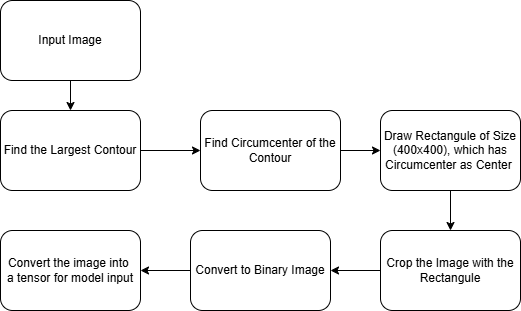 Input Image
Find the Largest Contour
Find Circumcenter of the
Contour
Draw Rectangule of Size
(400x400), which has
Circumcenter as Center
Crop the Image with the
Rectangule
Convert to Binary Image
Convert the image into
a tensor for model input